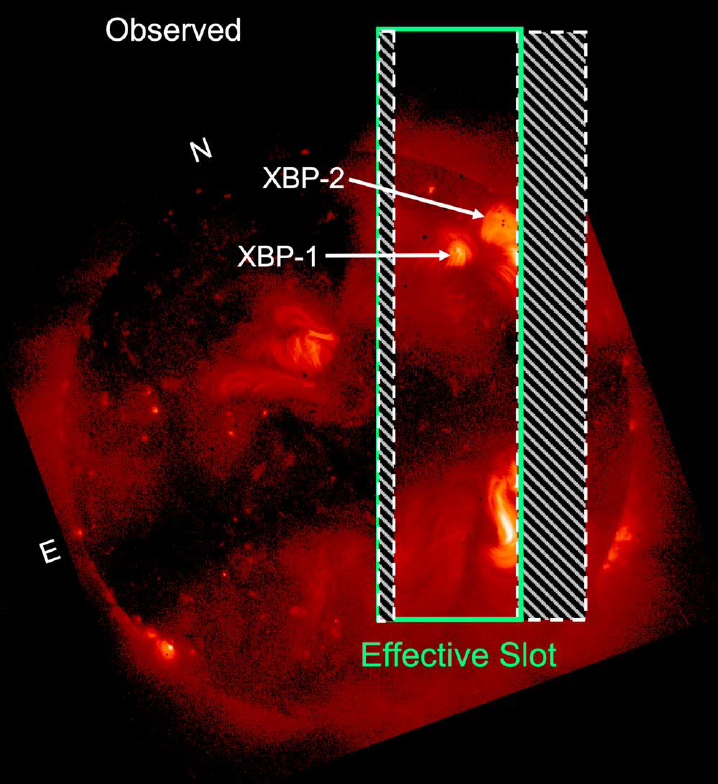 Observed
N
XBP-2
XBP-1
E
Effective Slot